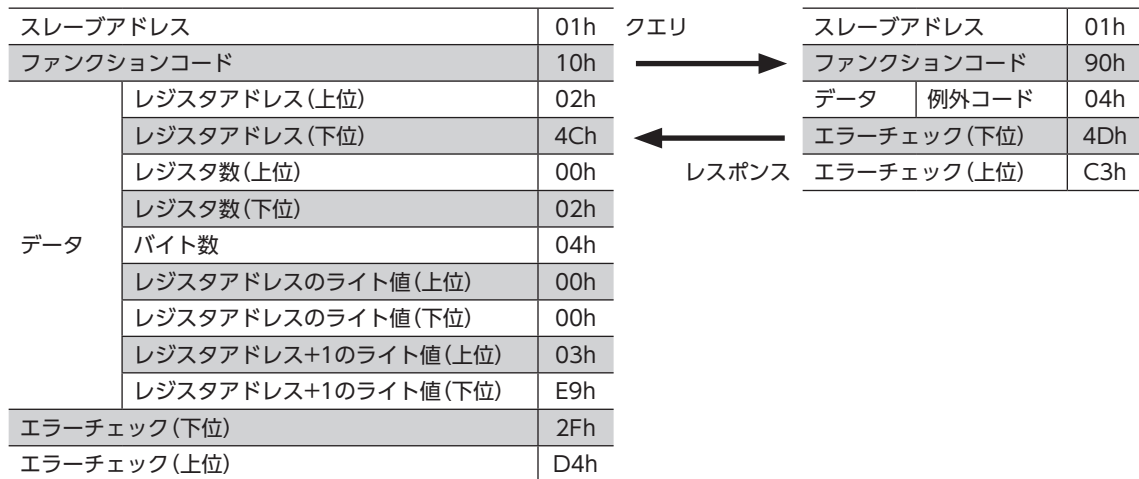 スレーブアドレス 01h
ファンクションコード 10h
データ
レジスタアドレス(上位) 02h
レジスタアドレス(下位) 4Ch
レジスタ数(上位) 00h
レジスタ数(下位) 02h
バイト数 04h
レジスタアドレスのライト値(上位) 00h
レジスタアドレスのライト値(下位) 00h
レジスタアドレス+1のライト値(上位) 03h
レジスタアドレス+1のライト値(下位) E9h
エラーチェック(下位) 2Fh
エラーチェック(上位) D4h
クエリ
レスポンス
スレーブアドレス 01h
ファンクションコード 90h
データ 例外コード 04h
エラーチェック(下位) 4Dh
エラーチェック(上位) C3h